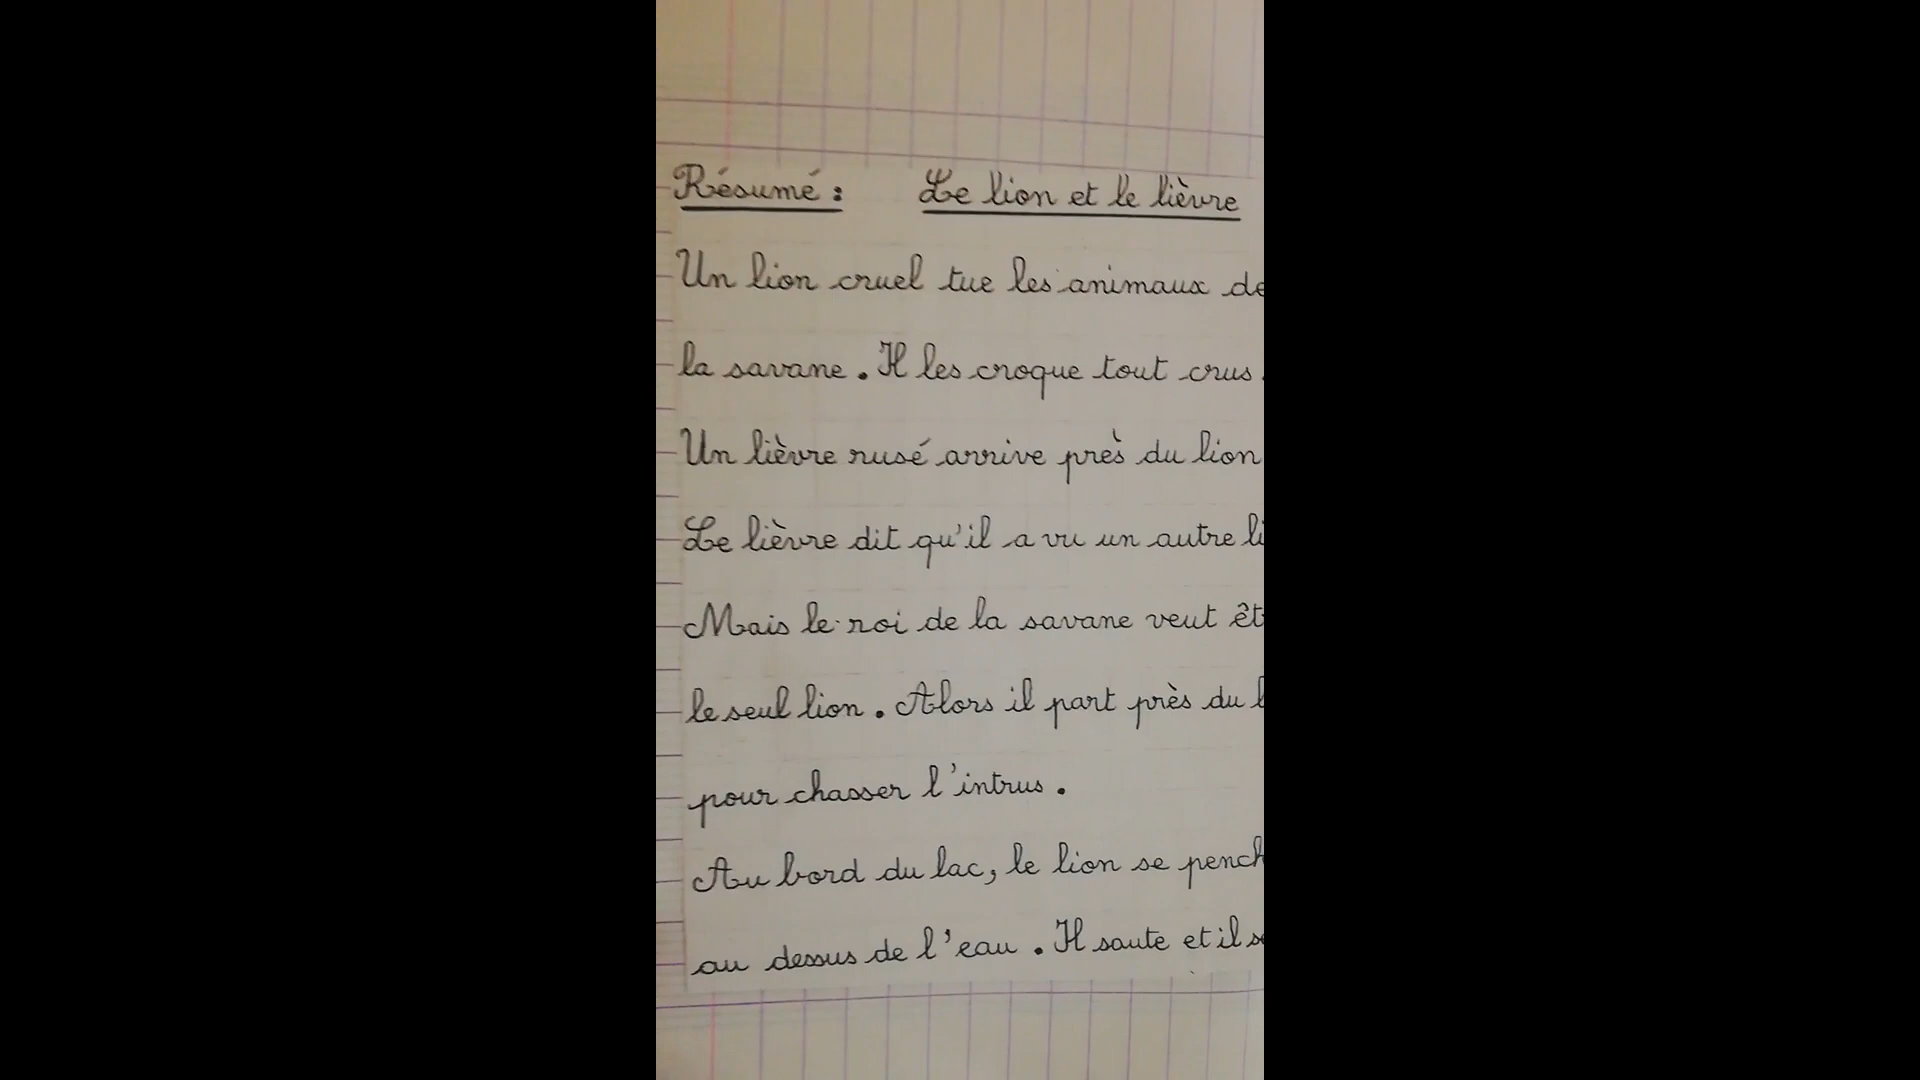 Résumé : Le lion et le lièvre
Un lion cruel tue les animaux de
la savane. Il les croque tout crus.
Un lièvre rusé arrive près du lion
Le lièvre dit qu'il a vu un autre
Mais le roi de la savane veut
le seul lion. Alors il part près du
pour chasser l'intrus.
Au bord du lac, le lion se
au dessus de l'eau. Il saute et il